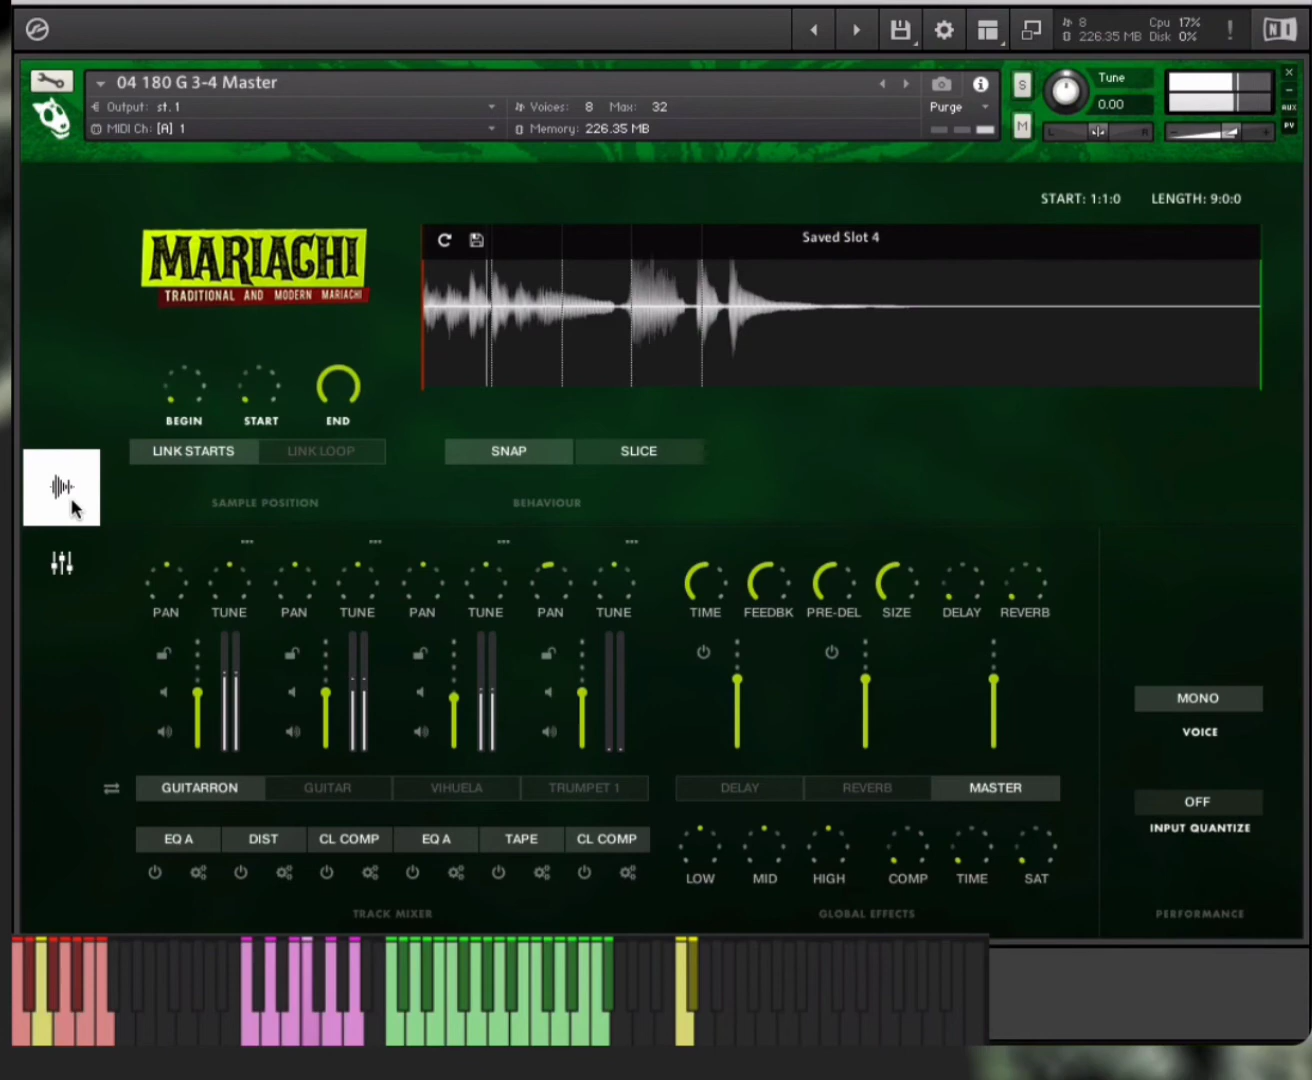 8
Cpu 17%
226.35 MB Disk 0%
!
NI
04 180 G 3-4 Master
Output: st.1
Voices: 8 Max: 32
Purge
MIDI Ch: [A] 1
Memory: 226.35 MB
S
M
Tune
0.00
L R
AUX
PV
START: 1:1:0 LENGTH: 9:0:0
MARIACHI
TRADITIONAL AND MODERN MARIACHI
Saved Slot 4
BEGIN START END
LINK STARTS LINK LOOP
SNAP SLICE
SAMPLE POSITION BEHAVIOUR
PAN TUNE PAN TUNE PAN TUNE PAN TUNE
TIME FEEDBK PRE-DEL SIZE DELAY REVERB
MONO
VOICE
GUITARRON GUITAR VIHUELA TRUMPET 1
DELAY REVERB MASTER
OFF
INPUT QUANTIZE
EQ A DIST CL COMP EQ A TAPE CL COMP
LOW MID HIGH COMP TIME SAT
TRACK MIXER GLOBAL EFFECTS PERFORMANCE